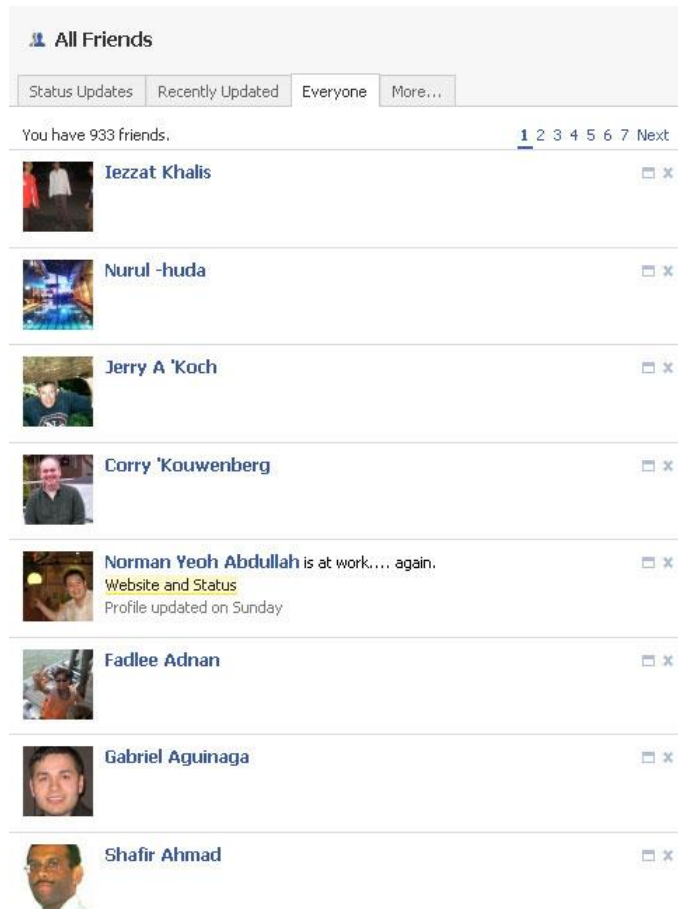 All Friends
Status Updates Recently Updated Everyone More...
You have 933 friends. 1 2 3 4 5 6 7 Next
Iezzat Khalis
Nurul -huda
Jerry A 'Koch
Corry 'Kouwenberg
Norman Yeoh Abdullah is at work.... again.
Website and Status
Profile updated on Sunday
Fadlee Adnan
Gabriel Aguinaga
Shafir Ahmad